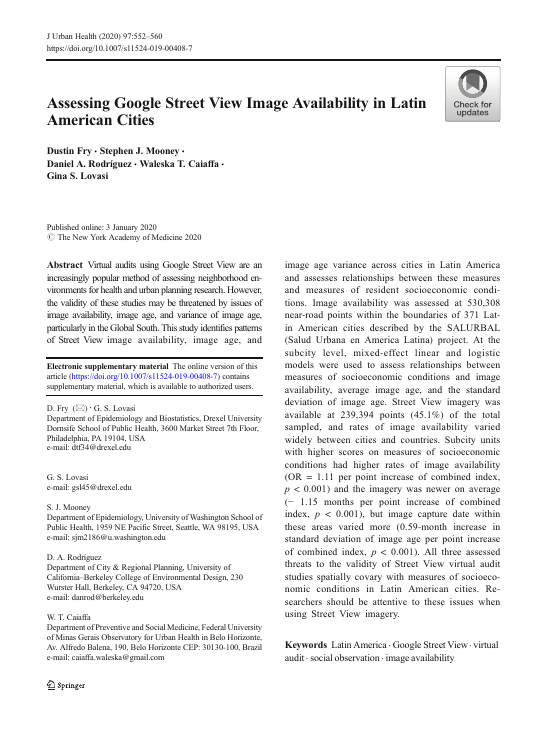 J Urban Health (2020) 97:552–560
https://doi.org/10.1007/s11524-019-00408-7
Check for
updates
Assessing Google Street View Image Availability in Latin
American Cities
Dustin Fry · Stephen J. Mooney ·
Daniel A. Rodríguez · Waleska T. Caiaffa ·
Gina S. Lovasi
Published online: 3 January 2020
© The New York Academy of Medicine 2020
Abstract Virtual audits using Google Street View are an
increasingly popular method of assessing neighborhood en-
vironments for health and urban planning research. However,
the validity of these studies may be threatened by issues of
image availability, image age, and variance of image age,
particularly in the Global South. This study identifies patterns
of Street View image availability, image age, and
Electronic supplementary material The online version of this
article (https://doi.org/10.1007/s11524-019-00408-7) contains
supplementary material, which is available to authorized users.
D. Fry (✉) · G. S. Lovasi
Department of Epidemiology and Biostatistics, Drexel University
Dornsife School of Public Health, 3600 Market Street 7th Floor,
Philadelphia, PA 19104, USA
e-mail: dtf34@drexel.edu
G. S. Lovasi
e-mail: gsl45@drexel.edu
S. J. Mooney
Department of Epidemiology, University of Washington School of
Public Health, 1959 NE Pacific Street, Seattle, WA 98195, USA
e-mail: sjm2186@u.washington.edu
D. A. Rodríguez
Department of City & Regional Planning, University of
California–Berkeley College of Environmental Design, 230
Wurster Hall, Berkeley, CA 94720, USA
e-mail: danrod@berkeley.edu
W. T. Caiaffa
Department of Preventive and Social Medicine, Federal University
of Minas Gerais Observatory for Urban Health in Belo Horizonte,
Av. Alfredo Balena, 190, Belo Horizonte CEP: 30130-100, Brazil
e-mail: caiaffa.waleska@gmail.com
image age variance across cities in Latin America
and assesses relationships between these measures
and measures of resident socioeconomic condi-
tions. Image availability was assessed at 530,308
near-road points within the boundaries of 371 Lat-
in American cities described by the SALURBAL
(Salud Urbana en America Latina) project. At the
subcity level, mixed-effect linear and logistic
models were used to assess relationships between
measures of socioeconomic conditions and image
availability, average image age, and the standard
deviation of image age. Street View imagery was
available at 239,394 points (45.1%) of the total
sampled, and rates of image availability varied
widely between cities and countries. Subcity units
with higher scores on measures of socioeconomic
conditions had higher rates of image availability
(OR = 1.11 per point increase of combined index,
p < 0.001) and the imagery was newer on average
(− 1.15 months per point increase of combined
index, p < 0.001), but image capture date within
these areas varied more (0.59-month increase in
standard deviation of image age per point increase
of combined index, p < 0.001). All three assessed
threats to the validity of Street View virtual audit
studies spatially covary with measures of socioeco-
nomic conditions in Latin American cities. Re-
searchers should be attentive to these issues when
using Street View imagery.
Keywords Latin America · Google Street View · virtual
audit · social observation · image availability
Springer